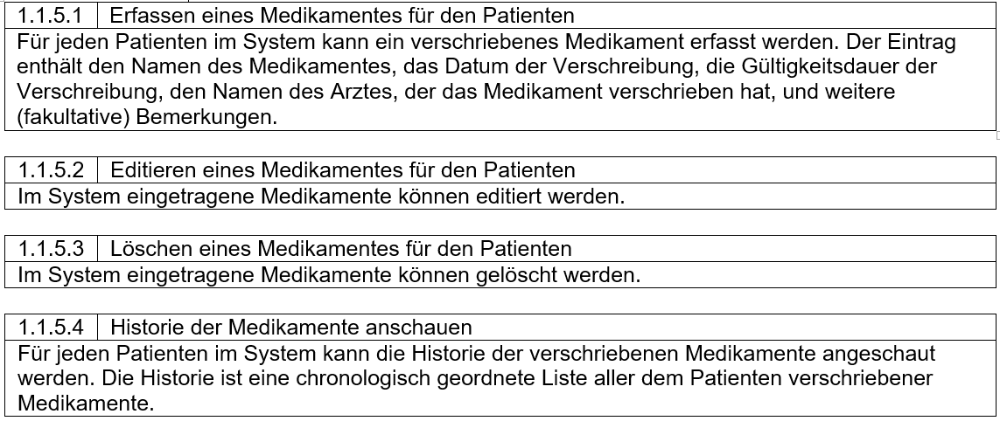 1.1.5.1 Erfassen eines Medikamentes für den Patienten
Für jeden Patienten im System kann ein verschriebenes Medikament erfasst werden. Der Eintrag
enthält den Namen des Medikamentes, das Datum der Verschreibung, die Gültigkeitsdauer der
Verschreibung, den Namen des Arztes, der das Medikament verschrieben hat, und weitere
(fakultative) Bemerkungen.
1.1.5.2 Editieren eines Medikamentes für den Patienten
Im System eingetragene Medikamente können editiert werden.
1.1.5.3 Löschen eines Medikamentes für den Patienten
Im System eingetragene Medikamente können gelöscht werden.
1.1.5.4 Historie der Medikamente anschauen
Für jeden Patienten im System kann die Historie der verschriebenen Medikamente angeschaut
werden. Die Historie ist eine chronologisch geordnete Liste aller dem Patienten verschriebener
Medikamente.